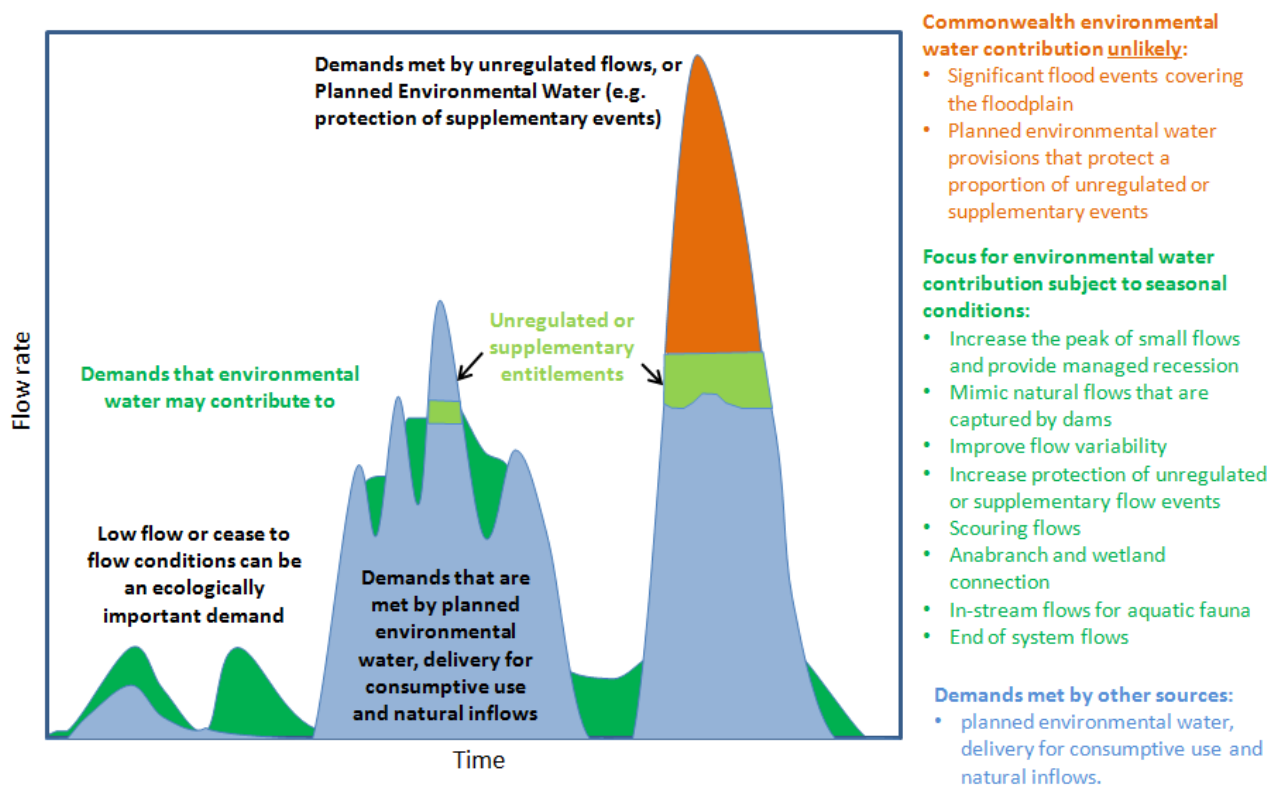 Demands met by unregulated flows, or
Planned Environmental Water (e.g.
protection of supplementary events)
Unregulated or
supplementary
entitlements
Demands that environmental
water may contribute to
Low flow or cease to
flow conditions can be
an ecologically
important demand
Demands that are
met by planned
environmental
water, delivery for
consumptive use
and natural inflows
Flow rate
Time
Commonwealth environmental
water contribution unlikely:
• Significant flood events covering
the floodplain
• Planned environmental water
provisions that protect a
proportion of unregulated or
supplementary events
Focus for environmental water
contribution subject to seasonal
conditions:
• Increase the peak of small flows
and provide managed recession
• Mimic natural flows that are
captured by dams
• Improve flow variability
• Increase protection of unregulated
or supplementary flow events
• Scouring flows
• Anabranch and wetland
connection
• In-stream flows for aquatic fauna
• End of system flows
Demands met by other sources:
• planned environmental water,
delivery for consumptive use and
natural inflows.